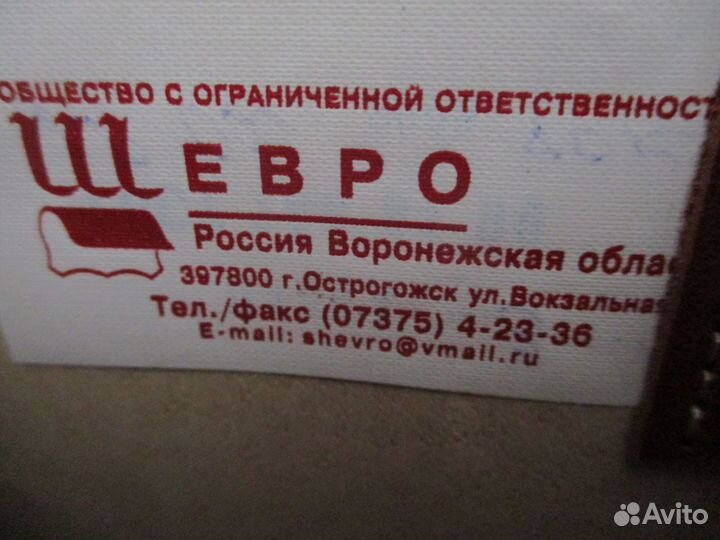 ОБЩЕСТВО С ОГРАНИЧЕННОЙ ОТВЕТСТВЕННОСТ
ШЕВРО
Россия Воронежская облас
397800 г.Острогожск ул.Вокзальная
Тел./факс (07375) 4-23-36
E-mail: shevro@vmail.ru
Avito